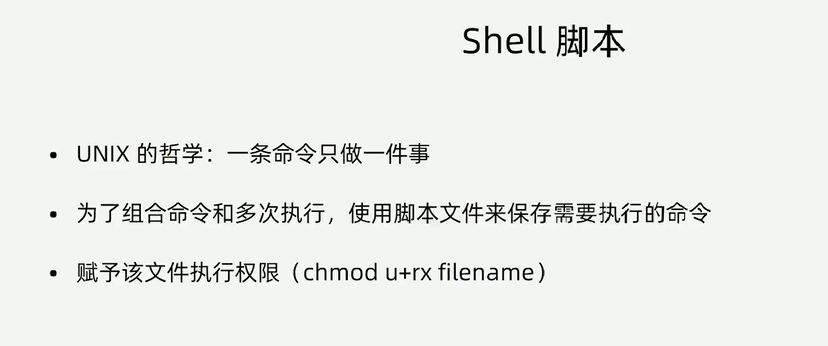 Shell 脚本
• UNIX 的哲学：一条命令只做一件事
• 为了组合命令和多次执行，使用脚本文件来保存需要执行的命令
• 赋予该文件执行权限（chmod u+rx filename）